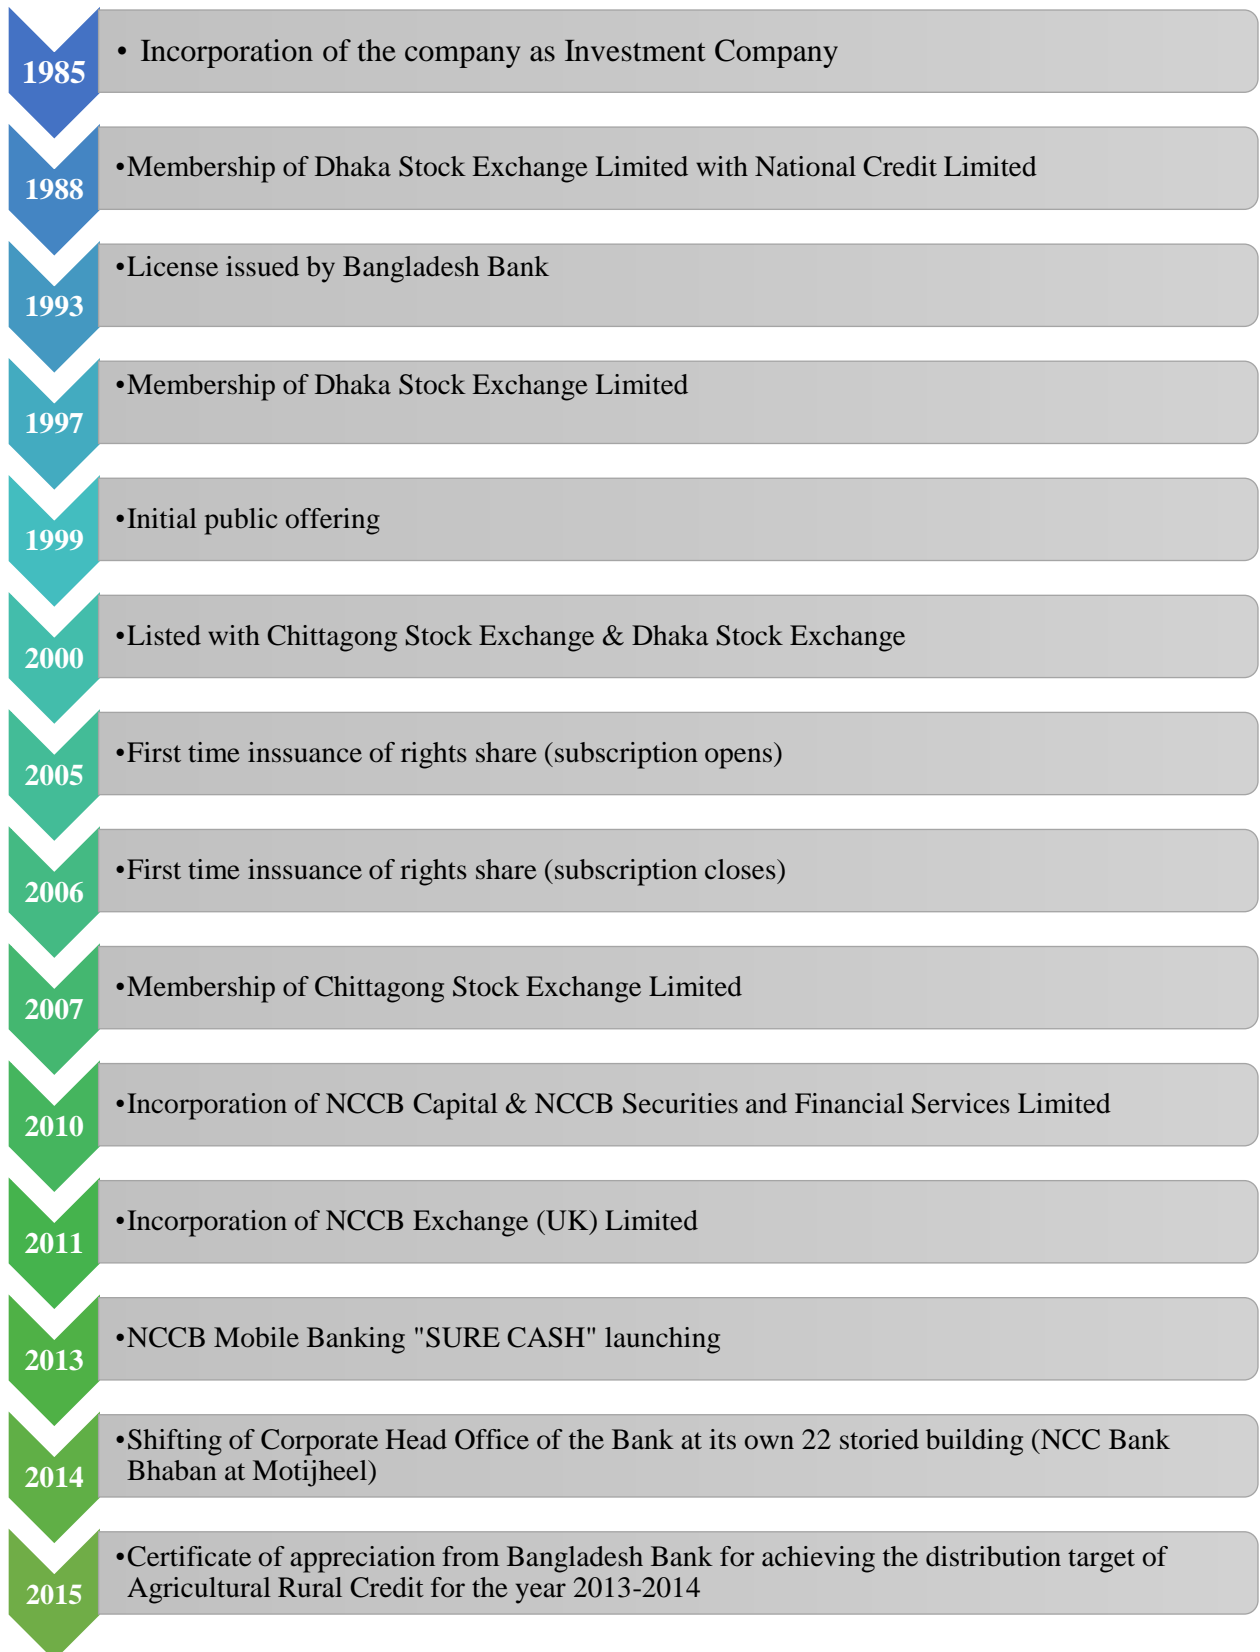 1985
• Incorporation of the company as Investment Company
1988
•Membership of Dhaka Stock Exchange Limited with National Credit Limited
1993
•License issued by Bangladesh Bank
1997
•Membership of Dhaka Stock Exchange Limited
1999
•Initial public offering
2000
•Listed with Chittagong Stock Exchange & Dhaka Stock Exchange
2005
•First time inssuance of rights share (subscription opens)
2006
•First time inssuance of rights share (subscription closes)
2007
•Membership of Chittagong Stock Exchange Limited
2010
•Incorporation of NCCB Capital & NCCB Securities and Financial Services Limited
2011
•Incorporation of NCCB Exchange (UK) Limited
2013
•NCCB Mobile Banking "SURE CASH" launching
2014
•Shifting of Corporate Head Office of the Bank at its own 22 storied building (NCC Bank
Bhaban at Motijheel)
2015
•Certificate of appreciation from Bangladesh Bank for achieving the distribution target of
Agricultural Rural Credit for the year 2013-2014